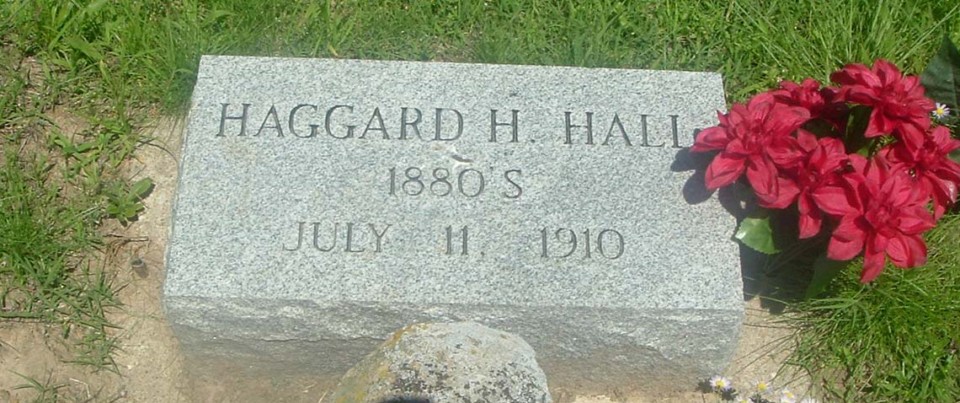 HAGGARD H. HALL
1880'S
JULY 11, 1910